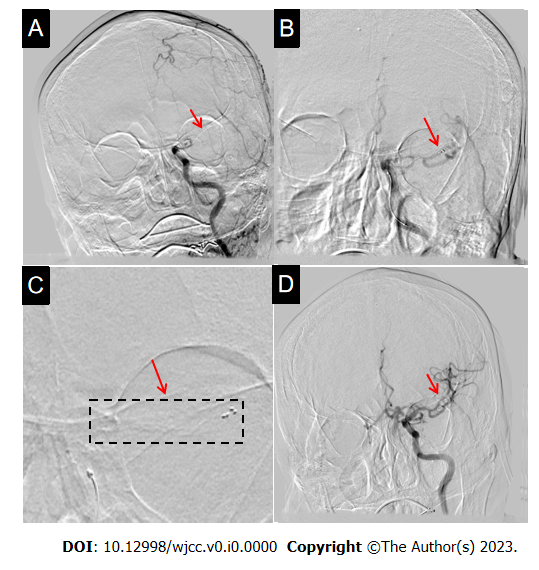 A
B
C
D
DOI: 10.12998/wjcc.v0.i0.0000 Copyright ©The Author(s) 2023.